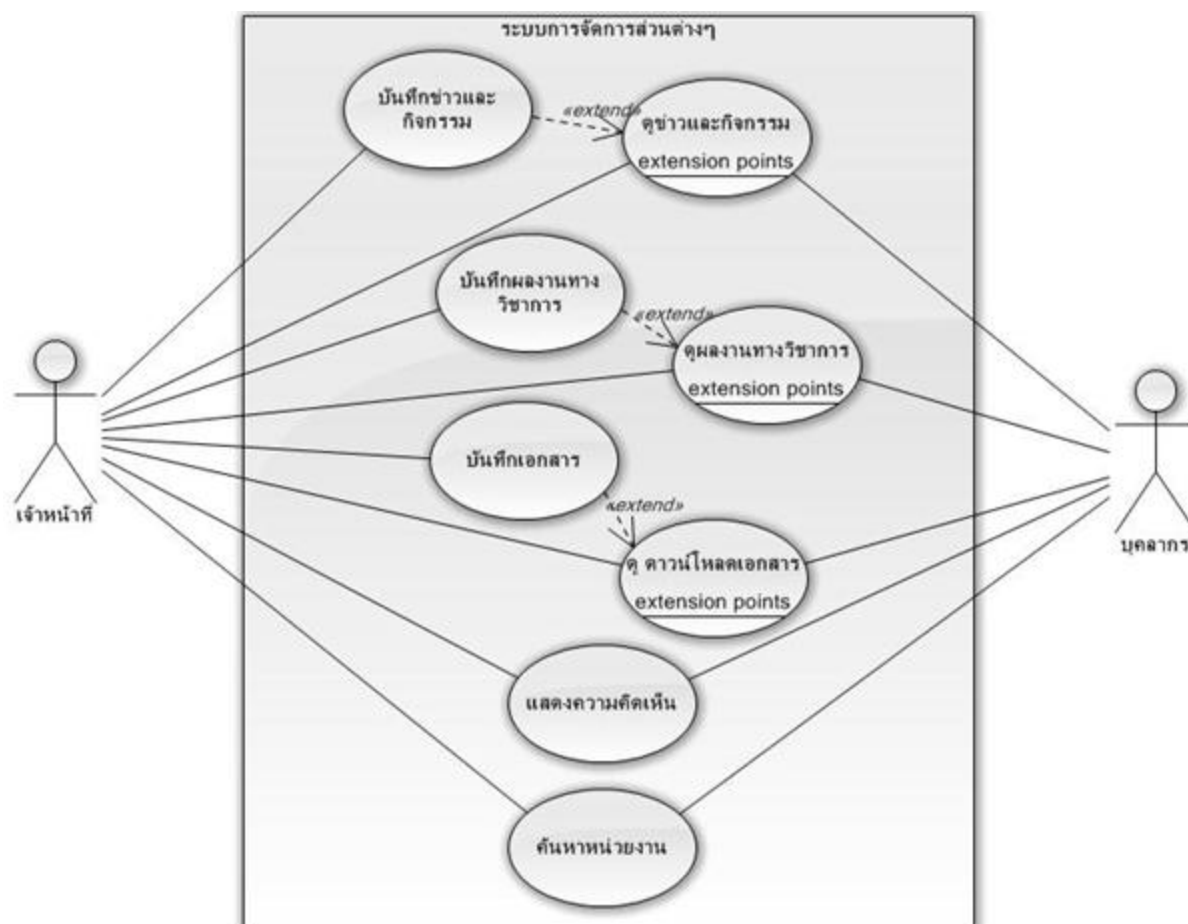 ระบบการจัดการส่วนต่างๆ
บันทึกข่าวและ
กิจกรรม
«extend»
ดูข่าวและกิจกรรม
extension points
บันทึกผลงานทาง
วิชาการ
«extend»
ดูผลงานทางวิชาการ
extension points
บันทึกเอกสาร
«extend»
ดู ดาวน์โหลดเอกสาร
extension points
เจ้าหน้าที่
บุคลากร
แสดงความคิดเห็น
ค้นหาหน่วยงาน